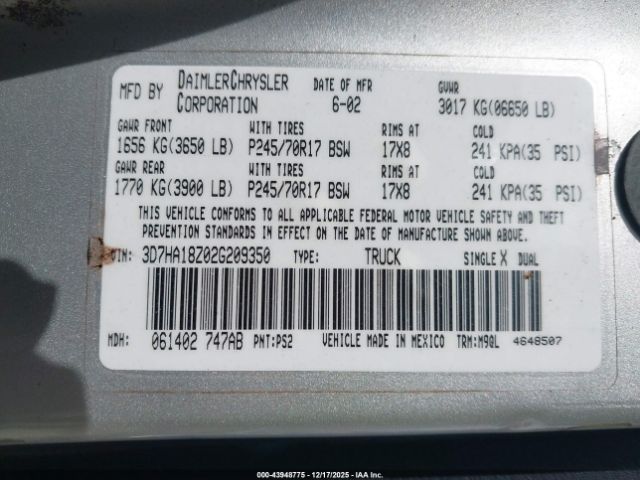 MFD BY DAIMLERCHRYSLER CORPORATION DATE OF MFR 6-02 GVWR 3017 KG(06650 LB)
GAWR FRONT WITH TIRES RIMS AT COLD
1656 KG(3650 LB) P245/70R17 BSW 17X8 241 KPA(35 PSI)
GAWR REAR WITH TIRES RIMS AT COLD
1770 KG(3900 LB) P245/70R17 BSW 17X8 241 KPA(35 PSI)
THIS VEHICLE CONFORMS TO ALL APPLICABLE FEDERAL MOTOR VEHICLE SAFETY AND THEFT
PREVENTION STANDARDS IN EFFECT ON THE DATE OF MANUFACTURE SHOWN ABOVE.
VIN: 3D7HA18Z02G209350 TYPE: TRUCK SINGLE X DUAL
MDH: 061402 747AB PNT:PS2 VEHICLE MADE IN MEXICO TRM:M9QL 4648507
000-43948775 - 12/17/2025 - IAA Inc.